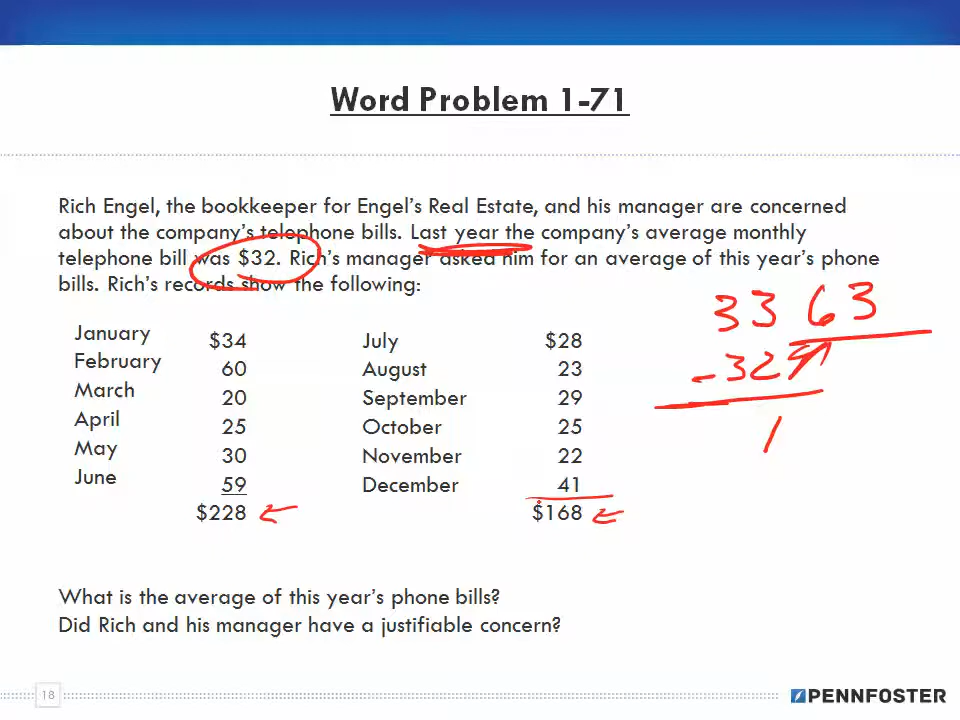 Word Problem 1-71
Rich Engel, the bookkeeper for Engel's Real Estate, and his manager are concerned
about the company's telephone bills. Last year the company's average monthly
telephone bill was $32. Rich's manager asked him for an average of this year's phone
bills. Rich's records show the following:
January $34 July $28
February 60 August 23
March 20 September 29
April 25 October 25
May 30 November 22
June 59 December 41
$228 $168
33 63
-329
1
What is the average of this year's phone bills?
Did Rich and his manager have a justifiable concern?
18
PENNFOSTER